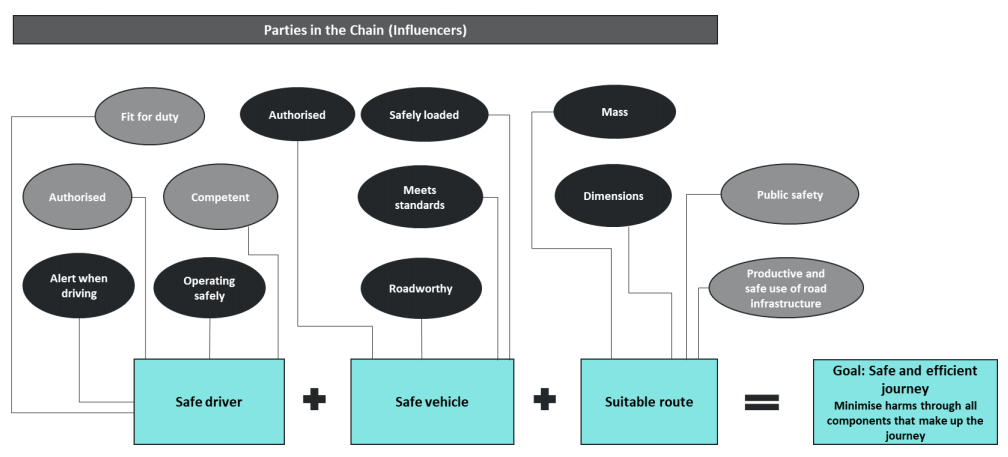 Parties in the Chain (Influencers)
Fit for duty
Authorised
Safely loaded
Mass
Authorised
Competent
Meets
standards
Dimensions
Public safety
Alert when
driving
Operating
safely
Roadworthy
Productive and
safe use of road
infrastructure
Safe driver
+
Safe vehicle
+
Suitable route
=
Goal: Safe and efficient
journey
Minimise harms through all
components that make up the
journey